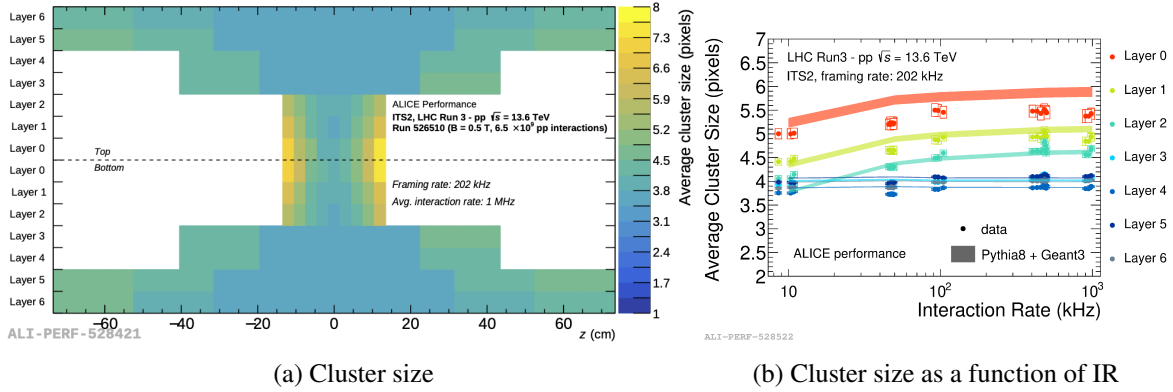 Layer 6
Layer 5
Layer 4
Layer 3
Layer 2
Layer 1
Layer 0
Layer 0
Layer 1
Layer 2
Layer 3
Layer 4
Layer 5
Layer 6
Top
Bottom
ALICE Performance
ITS2, LHC Run 3 - pp √s = 13.6 TeV
Run 526510 (B = 0.5 T, 6.5 ×10⁹ pp interactions)
Framing rate: 202 kHz
Avg. interaction rate: 1 MHz
−60 −40 −20 0 20 40 60
z (cm)
ALI-PERF-528421
8
7.3
6.6
5.9
5.2
4.5
3.8
3.1
2.4
1.7
1
Average cluster size (pixels)
(a) Cluster size
Average Cluster Size (pixels)
7
6.5
6
5.5
5
4.5
4
3.5
3
2.5
2
LHC Run3 - pp √s = 13.6 TeV
ITS2, framing rate: 202 kHz
data
Pythia8 + Geant3
ALICE performance
10 10² 10³
Interaction Rate (kHz)
Layer 0
Layer 1
Layer 2
Layer 3
Layer 4
Layer 5
Layer 6
ALI-PERF-528522
(b) Cluster size as a function of IR